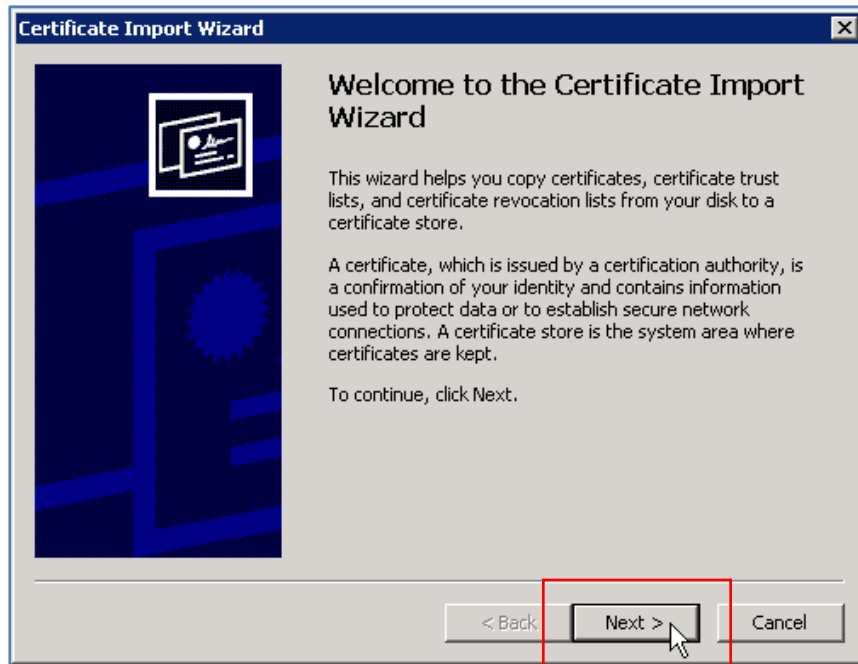 Certificate Import Wizard
Welcome to the Certificate Import
Wizard
This wizard helps you copy certificates, certificate trust
lists, and certificate revocation lists from your disk to a
certificate store.
A certificate, which is issued by a certification authority, is
a confirmation of your identity and contains information
used to protect data or to establish secure network
connections. A certificate store is the system area where
certificates are kept.
To continue, click Next.
< Back Next > Cancel